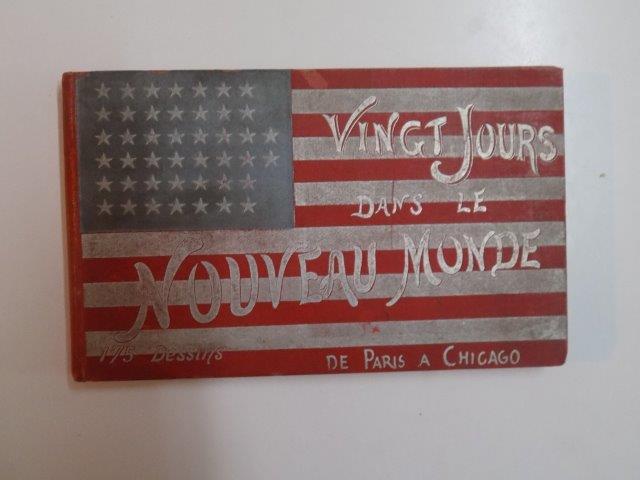 VINGT JOURS
DANS LE
NOUVEAU MONDE
175 Dessins
DE PARIS A CHICAGO